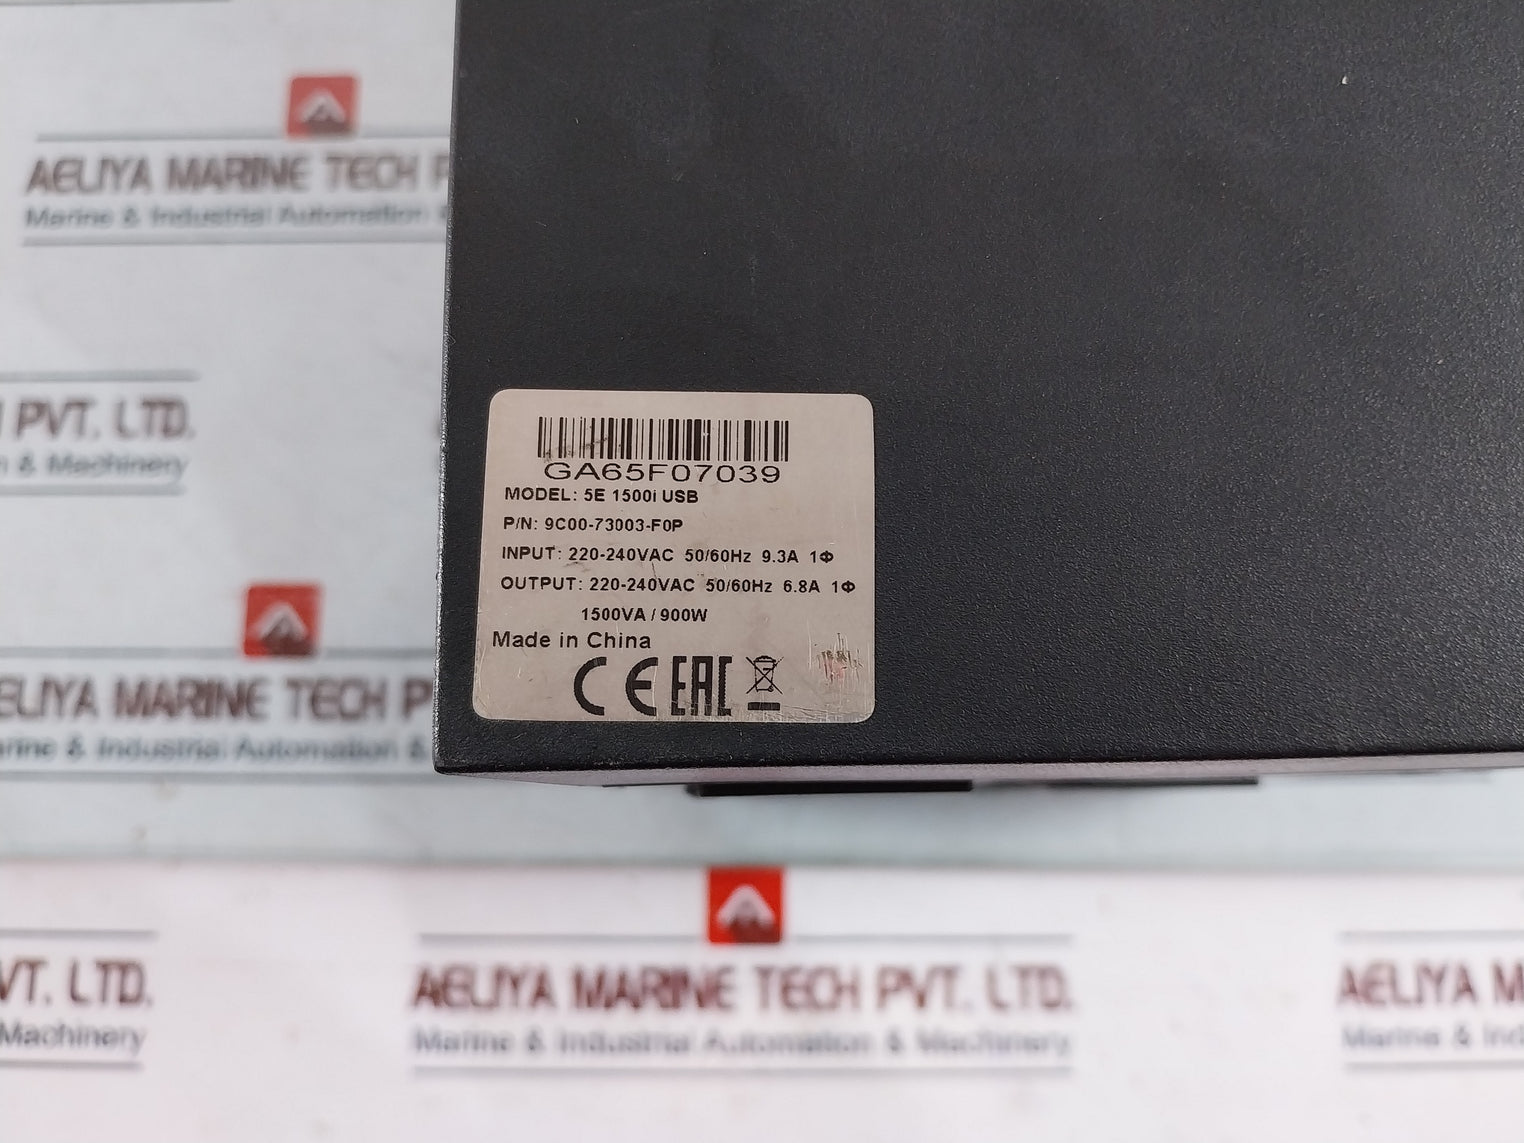 AELIYA MARINE TECH P
Marine & Industrial Automation
PVT. LTD.
& Machinery
GA65F07039
MODEL: 5E 1500i USB
P/N: 9C00-73003-F0P
INPUT: 220-240VAC 50/60Hz 9.3A 1Φ
OUTPUT: 220-240VAC 50/60Hz 6.8A 1Φ
1500VA / 900W
Made in China
CE EAC
ELIYA MARINE TECH P
arine & Industrial Automation &
VT. LTD.
Machinery
AELIYA MARINE TECH PVT. LTD.
Marine & Industrial Automation & Machinery
AELIYA M
Marine & Ind